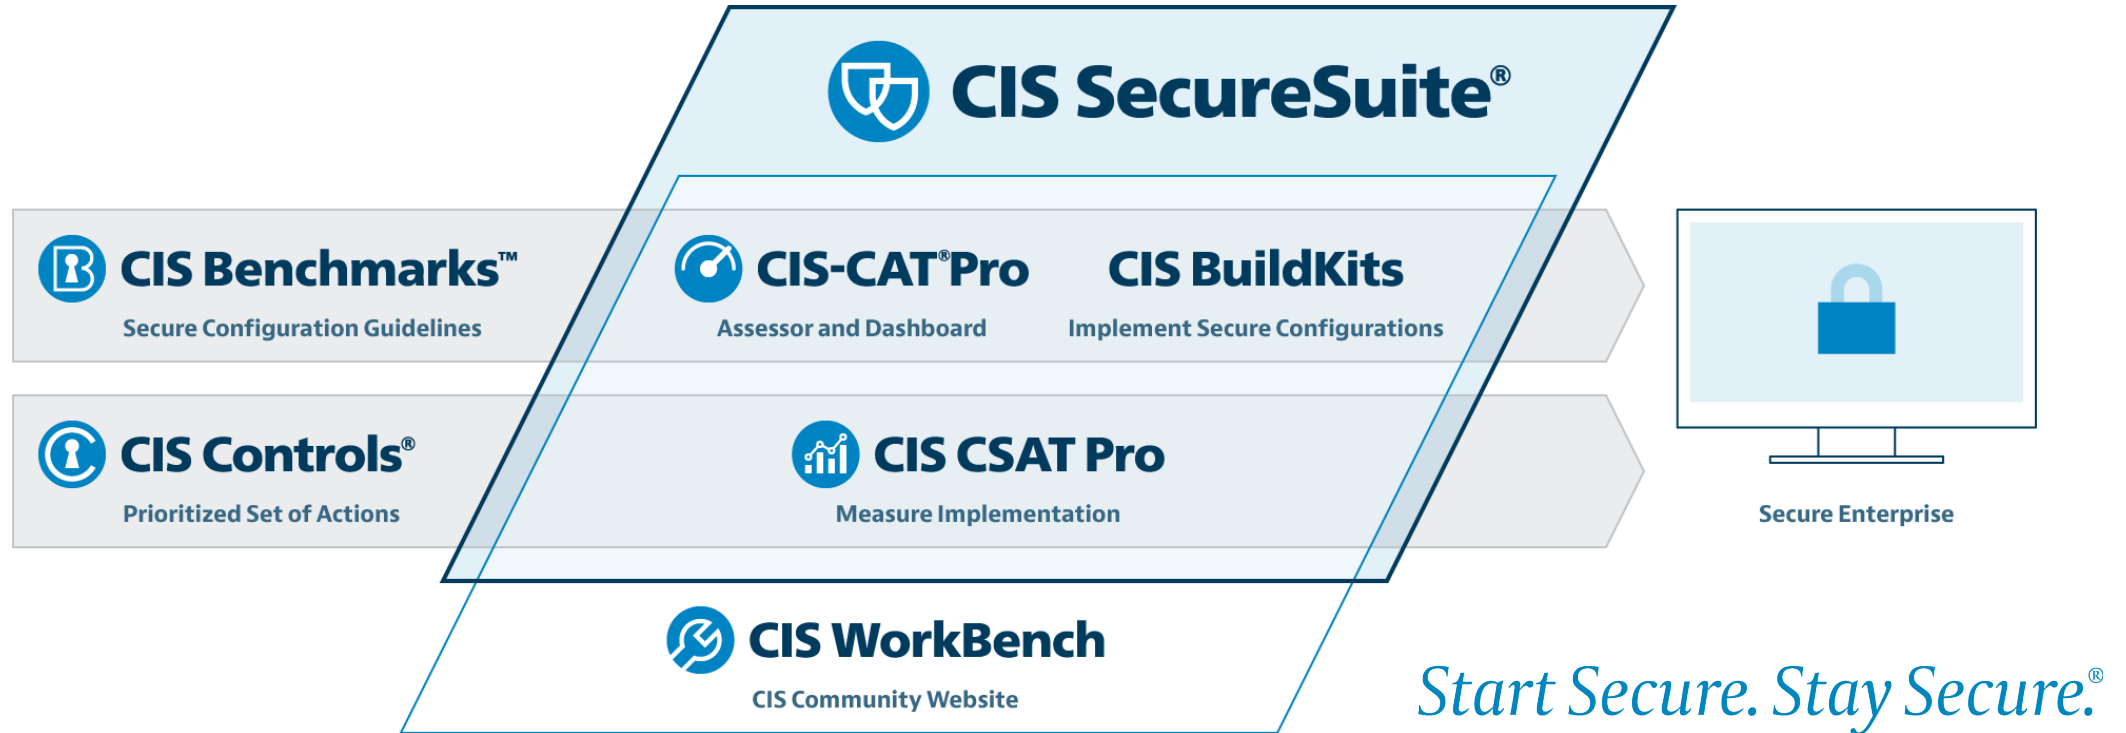 CIS SecureSuite®
CIS Benchmarks™
Secure Configuration Guidelines
CIS-CAT®Pro
Assessor and Dashboard
CIS BuildKits
Implement Secure Configurations
CIS Controls®
Prioritized Set of Actions
CIS CSAT Pro
Measure Implementation
Secure Enterprise
CIS WorkBench
CIS Community Website
Start Secure. Stay Secure.®